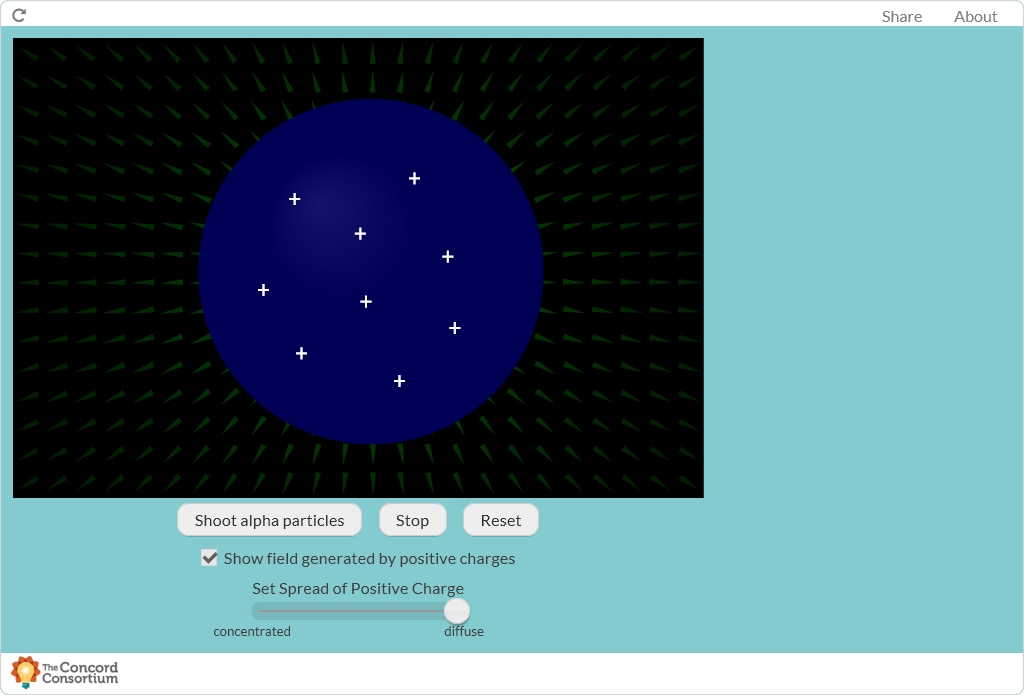 Share About
+
+
+
+
+
+
+
+
+
Shoot alpha particles Stop Reset
Show field generated by positive charges
Set Spread of Positive Charge
concentrated diffuse
The Concord
Consortium